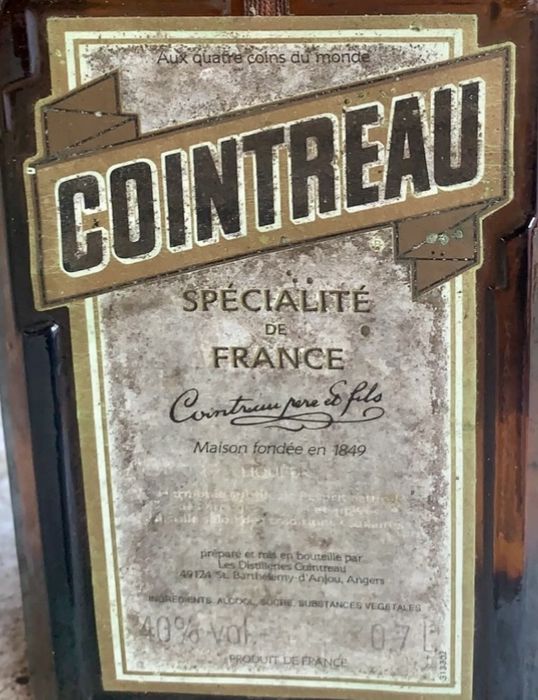 Aux quatre coins du monde
COINTREAU
SPÉCIALITÉ
DE
FRANCE
Cointreau père & fils
Maison fondée en 1849
LIQUEUR
préparé et mis en bouteille par
Les Distilleries Cointreau
49124 St. Barthélemy-d'Anjou, Angers
INGRÉDIENTS: ALCOOL, SUCRE, SUBSTANCES VÉGÉTALES
40% vol. 0,7 L
PRODUIT DE FRANCE
313302